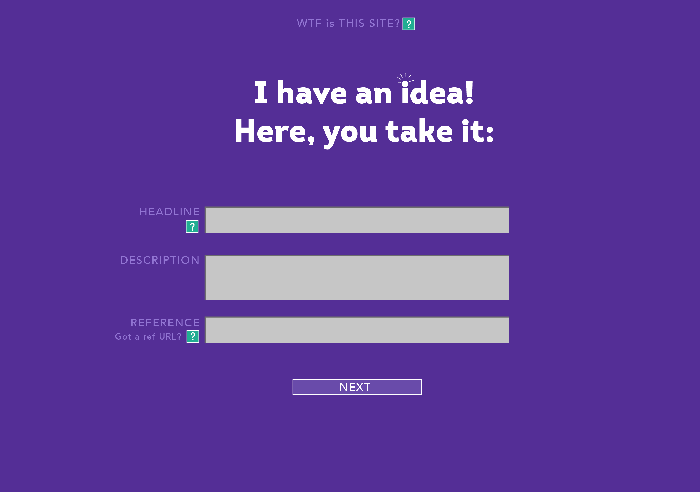 WTF is THIS SITE? ?
I have an idea!
Here, you take it:
HEADLINE
?
DESCRIPTION
REFERENCE
Got a ref URL? ?
NEXT